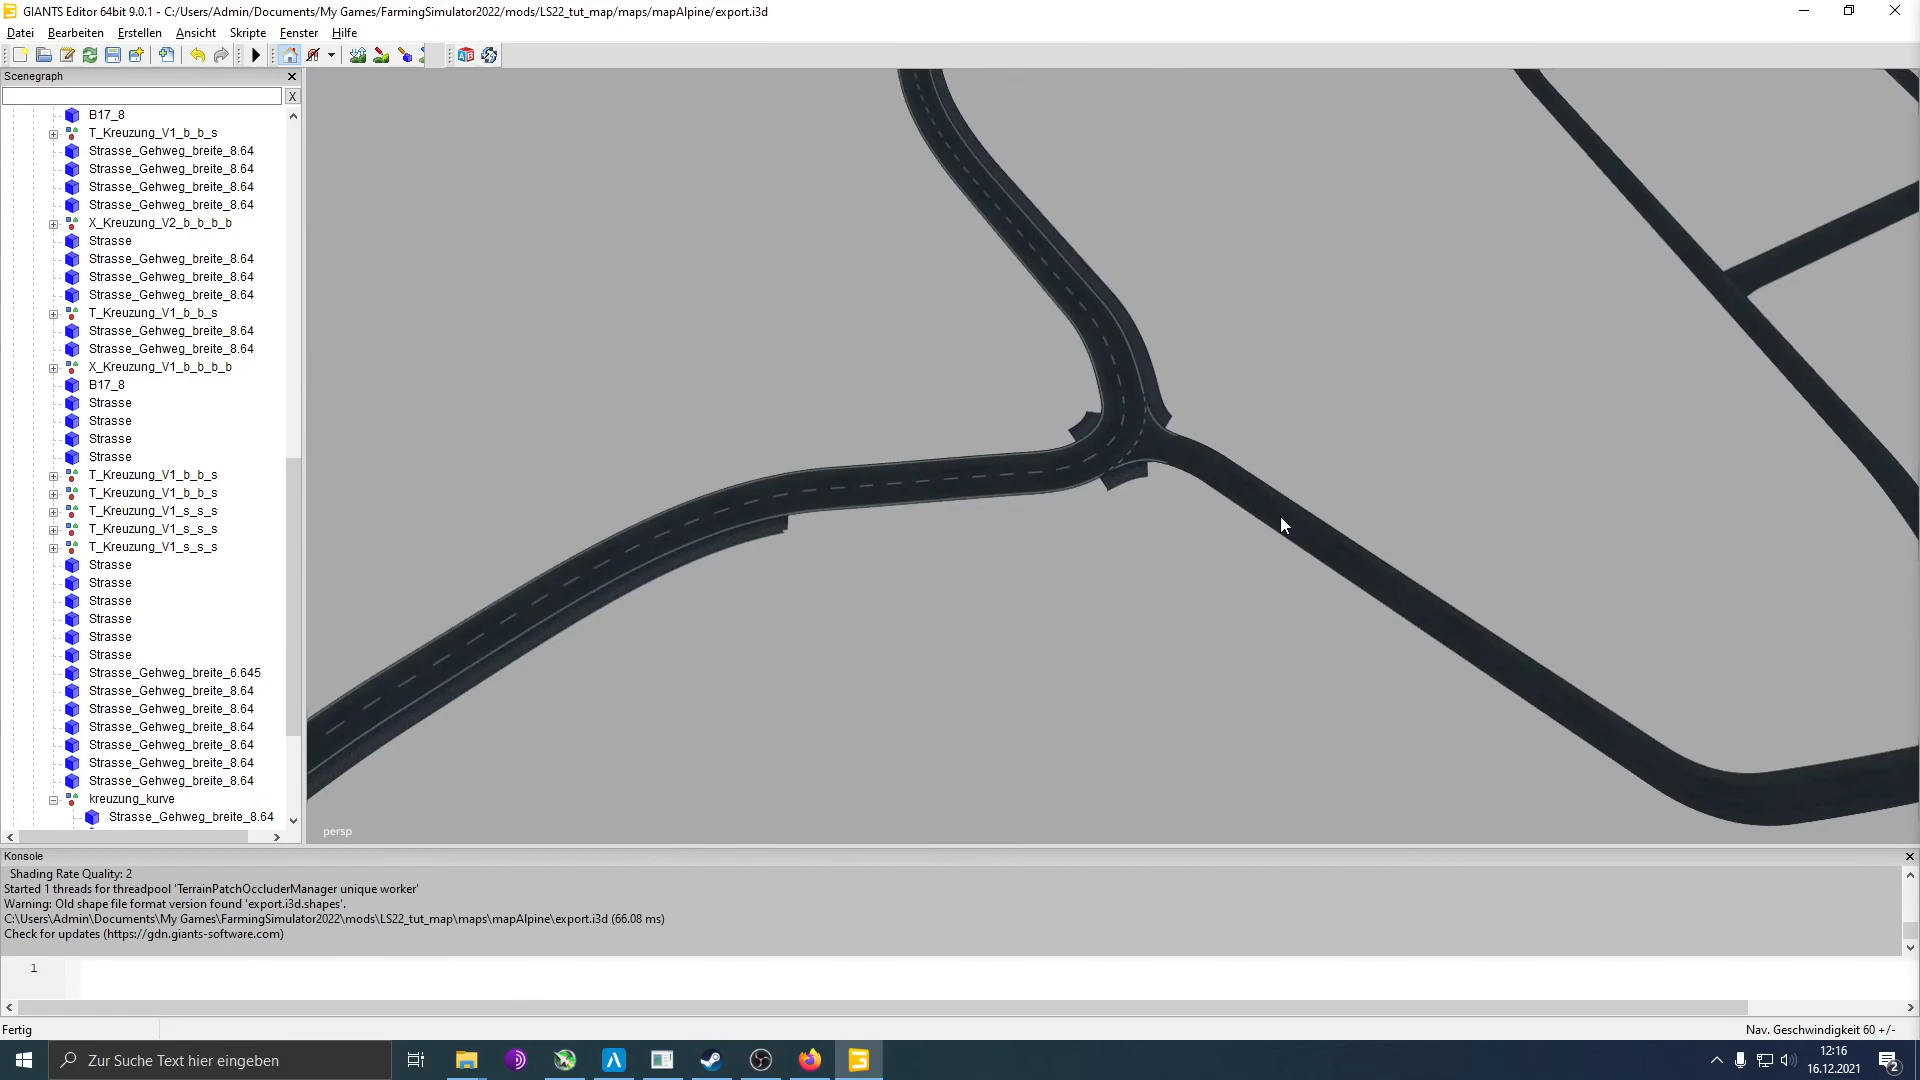 GIANTS Editor 64bit 9.0.1 - C:/Users/Admin/Documents/My Games/FarmingSimulator2022/mods/LS22_tut_map/maps/mapAlpine/export.i3d
Datei Bearbeiten Erstellen Ansicht Skripte Fenster Hilfe
Scenegraph
X
B17_8
T_Kreuzung_V1_b_b_s
Strasse_Gehweg_breite_8.64
Strasse_Gehweg_breite_8.64
Strasse_Gehweg_breite_8.64
Strasse_Gehweg_breite_8.64
X_Kreuzung_V2_b_b_b_b
Strasse
Strasse_Gehweg_breite_8.64
Strasse_Gehweg_breite_8.64
Strasse_Gehweg_breite_8.64
T_Kreuzung_V1_b_b_s
Strasse_Gehweg_breite_8.64
Strasse_Gehweg_breite_8.64
X_Kreuzung_V1_b_b_b_b
B17_8
Strasse
Strasse
Strasse
Strasse
T_Kreuzung_V1_b_b_s
T_Kreuzung_V1_b_b_s
T_Kreuzung_V1_s_s_s
T_Kreuzung_V1_s_s_s
T_Kreuzung_V1_s_s_s
Strasse
Strasse
Strasse
Strasse
Strasse
Strasse
Strasse_Gehweg_breite_6.645
Strasse_Gehweg_breite_8.64
Strasse_Gehweg_breite_8.64
Strasse_Gehweg_breite_8.64
Strasse_Gehweg_breite_8.64
Strasse_Gehweg_breite_8.64
Strasse_Gehweg_breite_8.64
kreuzung_kurve
Strasse_Gehweg_breite_8.64
persp
Konsole
Shading Rate Quality: 2
Started 1 threads for threadpool 'TerrainPatchOccluderManager unique worker'
Warning: Old shape file format version found 'export.i3d.shapes'.
C:\Users\Admin\Documents\My Games\FarmingSimulator2022\mods\LS22_tut_map\maps\mapAlpine\export.i3d (66.08 ms)
Check for updates (https://gdn.giants-software.com)
1
Fertig
Nav. Geschwindigkeit 60 +/-
Zur Suche Text hier eingeben
12:16
16.12.2021
2